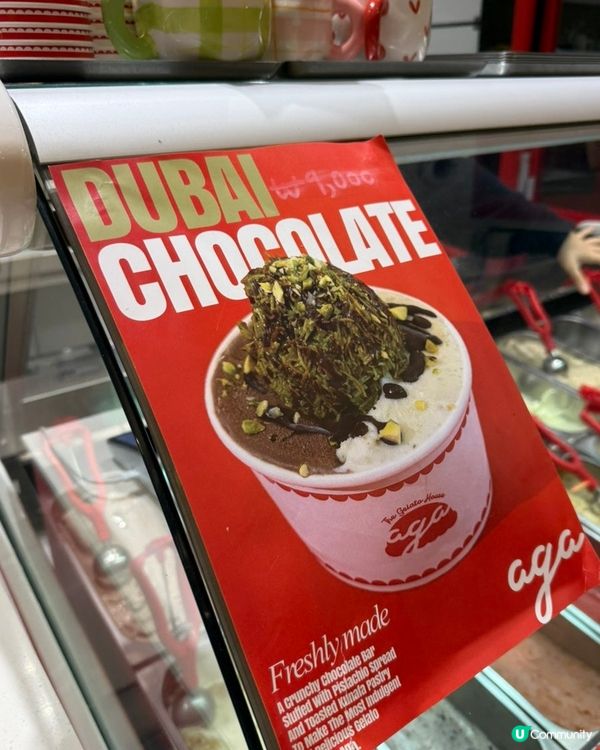 DUBAI
₩ 9,000
CHOCOLATE
The Gelato House
aga
aga
Freshly made
A Crunchy Chocolate Bar
Stuffed With Pistachio Spread
And Toasted Kunafa Pastry
To Make The Most Indulgent
Delicious Gelato
U Community